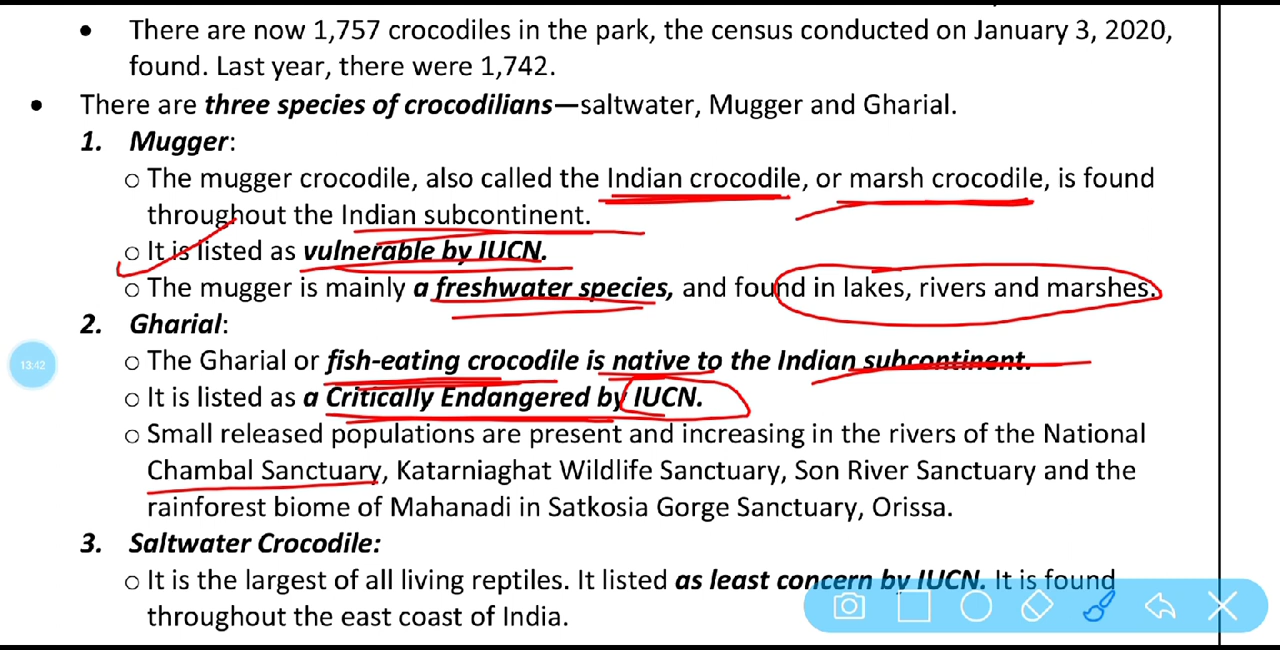 • There are now 1,757 crocodiles in the park, the census conducted on January 3, 2020,
found. Last year, there were 1,742.
• There are three species of crocodilians—saltwater, Mugger and Gharial.
1. Mugger:
o The mugger crocodile, also called the Indian crocodile, or marsh crocodile, is found
throughout the Indian subcontinent.
o It is listed as vulnerable by IUCN.
o The mugger is mainly a freshwater species, and found in lakes, rivers and marshes.
2. Gharial:
13:42
o The Gharial or fish-eating crocodile is native to the Indian subcontinent.
o It is listed as a Critically Endangered by IUCN.
o Small released populations are present and increasing in the rivers of the National
Chambal Sanctuary, Katarniaghat Wildlife Sanctuary, Son River Sanctuary and the
rainforest biome of Mahanadi in Satkosia Gorge Sanctuary, Orissa.
3. Saltwater Crocodile:
o It is the largest of all living reptiles. It listed as least concern by IUCN. It is found
throughout the east coast of India.